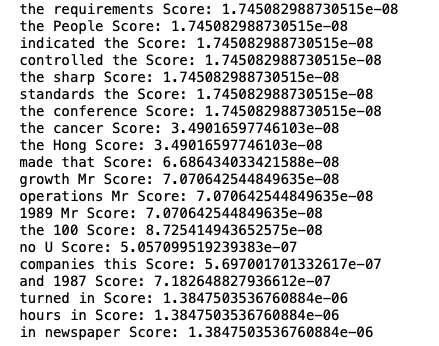 the requirements Score: 1.745082988730515e-08
the People Score: 1.745082988730515e-08
indicated the Score: 1.745082988730515e-08
controlled the Score: 1.745082988730515e-08
the sharp Score: 1.745082988730515e-08
standards the Score: 1.745082988730515e-08
the conference Score: 1.745082988730515e-08
the cancer Score: 3.49016597746103e-08
the Hong Score: 3.49016597746103e-08
made that Score: 6.686434033421588e-08
growth Mr Score: 7.070642544849635e-08
operations Mr Score: 7.070642544849635e-08
1989 Mr Score: 7.070642544849635e-08
the 100 Score: 8.725414943652575e-08
no U Score: 5.057099519239383e-07
companies this Score: 5.697001701332617e-07
and 1987 Score: 7.182648827936612e-07
turned in Score: 1.3847503536760884e-06
hours in Score: 1.3847503536760884e-06
in newspaper Score: 1.3847503536760884e-06